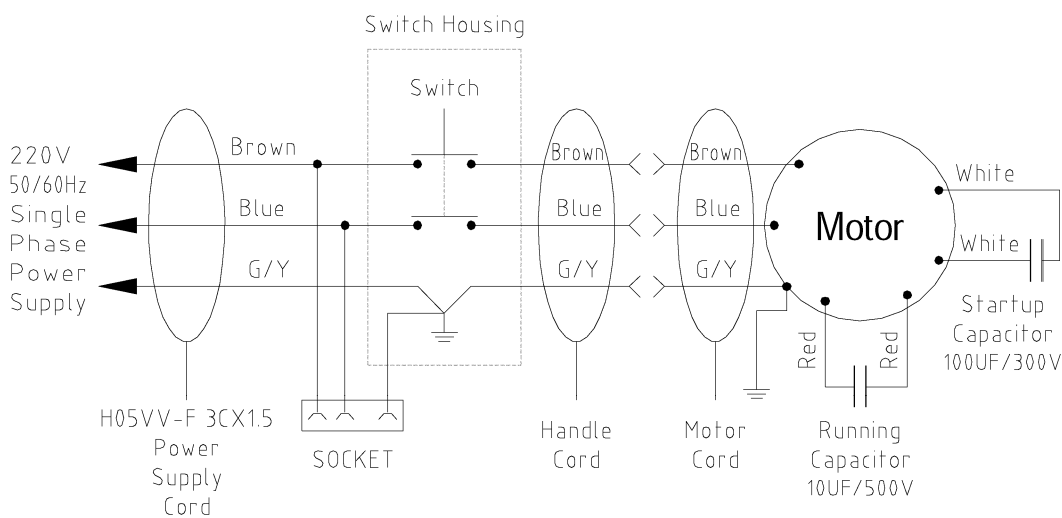 Switch Housing
Switch
220V
50/60Hz
Single
Phase
Power
Supply
Brown
Blue
G/Y
Brown
Blue
G/Y
Brown
Blue
G/Y
Motor
White
White
Startup
Capacitor
100UF/300V
Red
Red
H05VV-F 3CX1.5
Power
Supply
Cord
SOCKET
Handle
Cord
Motor
Cord
Running
Capacitor
10UF/500V